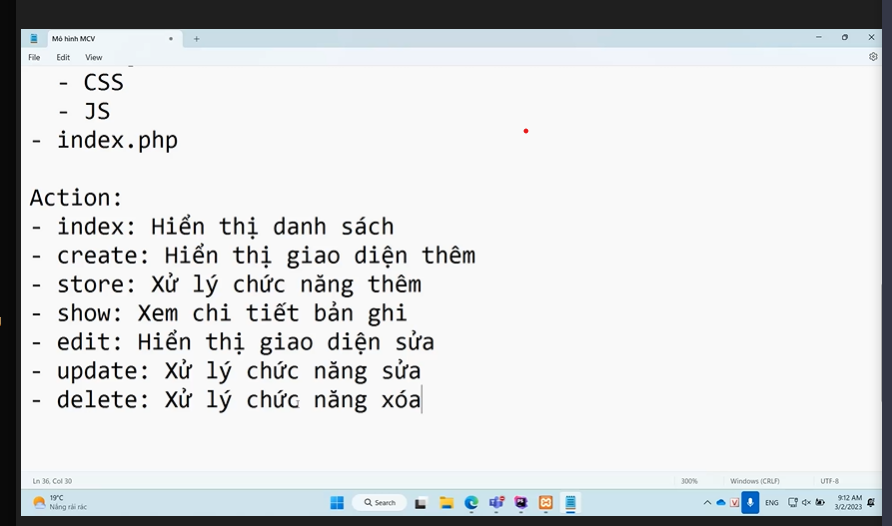 Mô hình MCV
File Edit View
- CSS
- JS
- index.php
Action:
- index: Hiển thị danh sách
- create: Hiển thị giao diện thêm
- store: Xử lý chức năng thêm
- show: Xem chi tiết bản ghi
- edit: Hiển thị giao diện sửa
- update: Xử lý chức năng sửa
- delete: Xử lý chức năng xóa
Ln 36, Col 30 300% Windows (CRLF) UTF-8
19°C
Nắng rải rác
Search
ENG
9:12 AM
3/2/2023